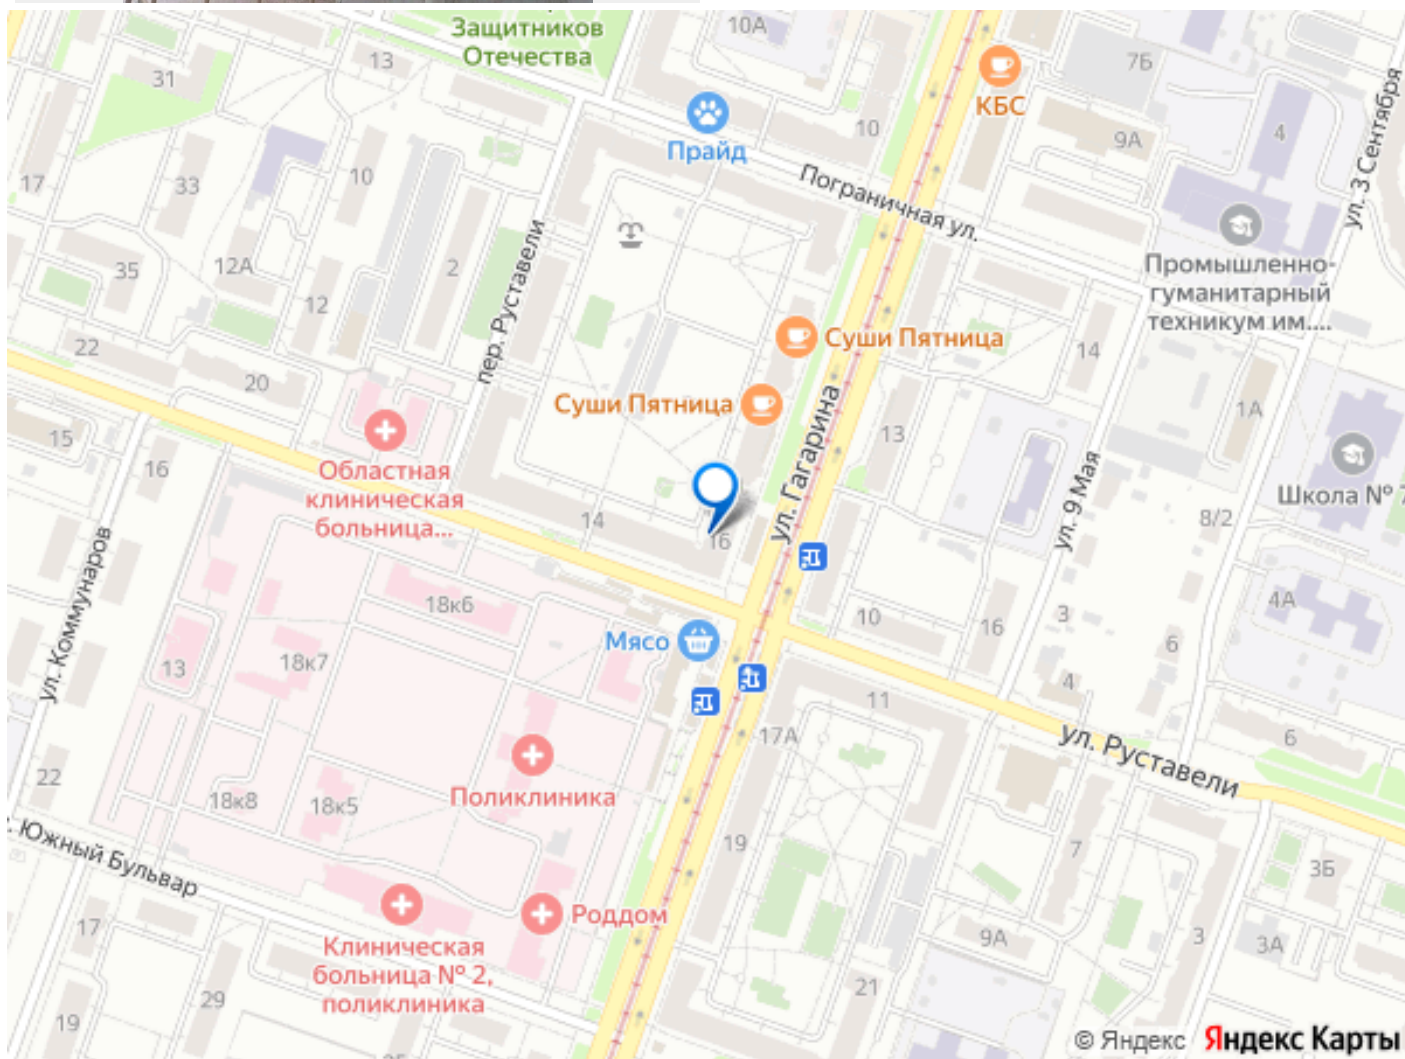 Защитников
Отечества
10А
КБС
7Б
ул. 3 Сентября
31
13
4
10
9А
Прайд
Пограничная ул.
17
33
10
пер. Руставели
Промышленно-
гуманитарный
техникум им....
35
12А
12
2
22
20
Суши Пятница
14
Суши Пятница
ул. Гагарина
13
1А
15
16
Областная
клиническая
больница...
ул. 9 Мая
Школа № 7
14
16
8/2
ул. Коммунаров
18к6
10
3
16
4А
Мясо
6
13
18к7
4
11
17А
ул. Руставели
6
22
18к8
18к5
Поликлиника
. Южный Бульвар
19
7
3Б
17
Роддом
Клиническая
больница № 2,
поликлиника
9А
3
3А
29
21
19
© Яндекс Яндекс Карты